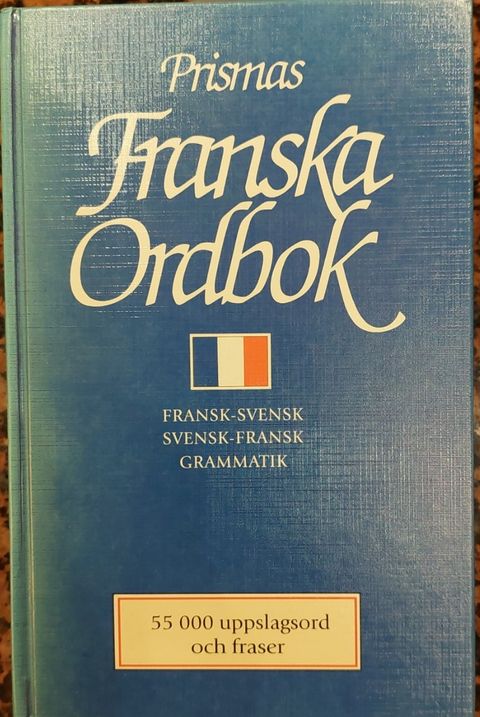 Prismas
Franska
Ordbok
FRANSK-SVENSK
SVENSK-FRANSK
GRAMMATIK
55 000 uppslagsord
och fraser